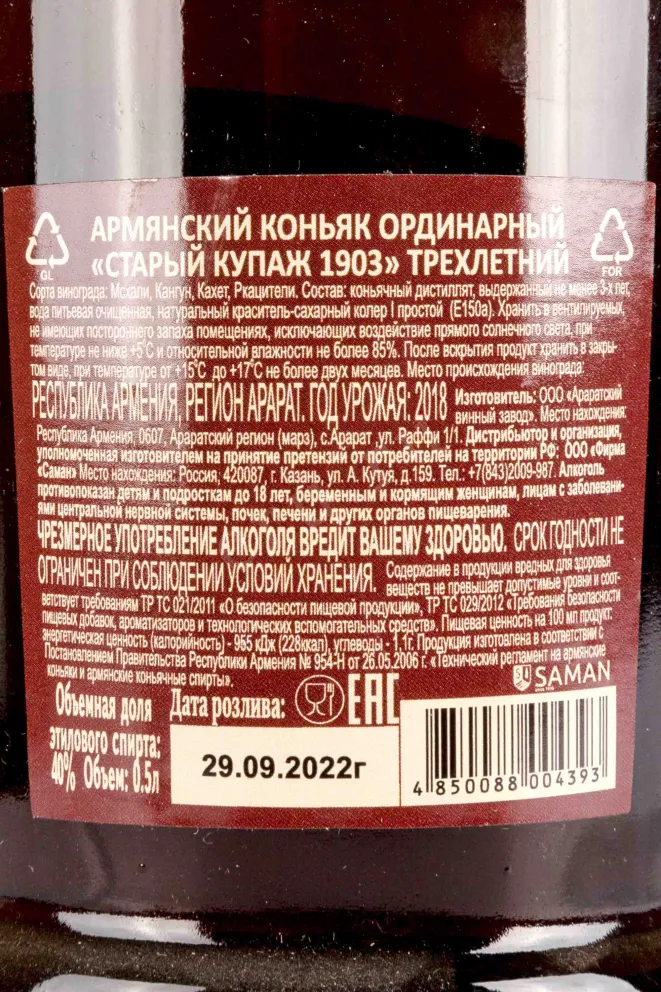 АРМЯНСКИЙ КОНЬЯК ОРДИНАРНЫЙ
«СТАРЫЙ КУПАЖ 1903» ТРЕХЛЕТНИЙ
GL
FOR
Сорта винограда: Мсхали, Кангун, Кахет, Ркацители. Состав: коньячный дистиллят, выдержанный не менее 3-х лет,
вода питьевая очищенная, натуральный краситель-сахарный колер I простой (Е150а). Хранить в вентилируемых,
не имеющих постороннего запаха помещениях, исключающих воздействие прямого солнечного света, при
температуре не ниже +5°С и относительной влажности не более 85%. После вскрытия продукт хранить в закры-
том виде, при температуре от +15°С до +17°С не более двух месяцев. Место происхождения винограда:
РЕСПУБЛИКА АРМЕНИЯ, РЕГИОН АРАРАТ. ГОД УРОЖАЯ: 2018 Изготовитель: ООО «Араратский
винный завод». Место нахождения:
Республика Армения, 0607, Араратский регион (марз), с.Арарат ,ул. Раффи 1/1. Дистрибьютор и организация,
уполномоченная изготовителем на принятие претензий от потребителей на территории РФ: ООО «Фирма
«Саман» Место нахождения: Россия, 420087, г. Казань, ул. А. Кутуя, д.159. Тел.: +7(843)2009-987. Алкоголь
противопоказан детям и подросткам до 18 лет, беременным и кормящим женщинам, лицам с заболевани-
ями центральной нервной системы, почек, печени и других органов пищеварения.
ЧРЕЗМЕРНОЕ УПОТРЕБЛЕНИЕ АЛКОГОЛЯ ВРЕДИТ ВАШЕМУ ЗДОРОВЬЮ. СРОК ГОДНОСТИ НЕ
ОГРАНИЧЕН ПРИ СОБЛЮДЕНИИ УСЛОВИЙ ХРАНЕНИЯ. Содержание в продукции вредных для здоровья
веществ не превышает допустимые уровни и соот-
ветствует требованиям ТР ТС 021/2011 «О безопасности пищевой продукции», ТР ТС 029/2012 «Требования безопасности
пищевых добавок, ароматизаторов и технологических вспомогательных средств». Пищевая ценность на 100 мл продукт:
энергетическая ценность (калорийность) - 955 кДж (228ккал), углеводы - 1,1г. Продукция изготовлена в соответствии с
Постановлением Правительства Республики Армения № 954-Н от 26.05.2006 г. «Технический регламент на армянские
коньяки и армянские коньячные спирты».
SAMAN
Объемная доля
этилового спирта:
40% Объем: 0.5л
Дата розлива:
EAC
29.09.2022г
4 850088 004393